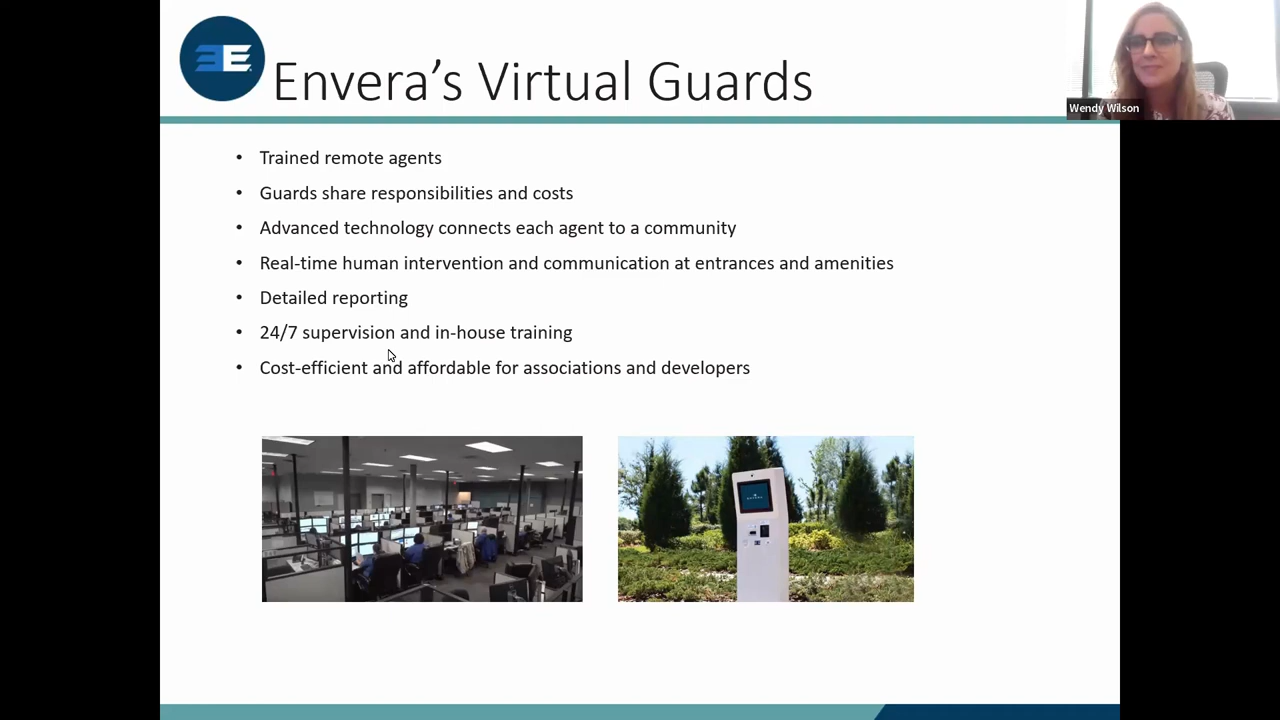 Envera’s Virtual Guards
Wendy Wilson
• Trained remote agents
• Guards share responsibilities and costs
• Advanced technology connects each agent to a community
• Real-time human intervention and communication at entrances and amenities
• Detailed reporting
• 24/7 supervision and in-house training
• Cost-efficient and affordable for associations and developers